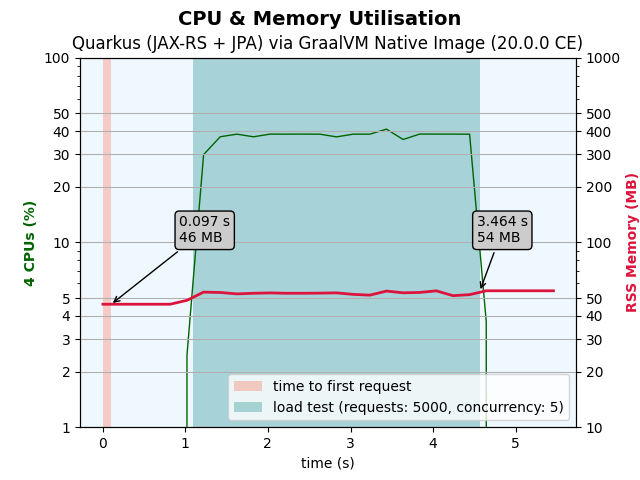 CPU & Memory Utilisation
Quarkus (JAX-RS + JPA) via GraalVM Native Image (20.0.0 CE)
4 CPUs (%)
100
50
40
30
20
10
5
4
3
2
1
0.097 s
46 MB
3.464 s
54 MB
time to first request
load test (requests: 5000, concurrency: 5)
1000
500
400
300
200
100
50
40
30
20
10
RSS Memory (MB)
0 1 2 3 4 5
time (s)